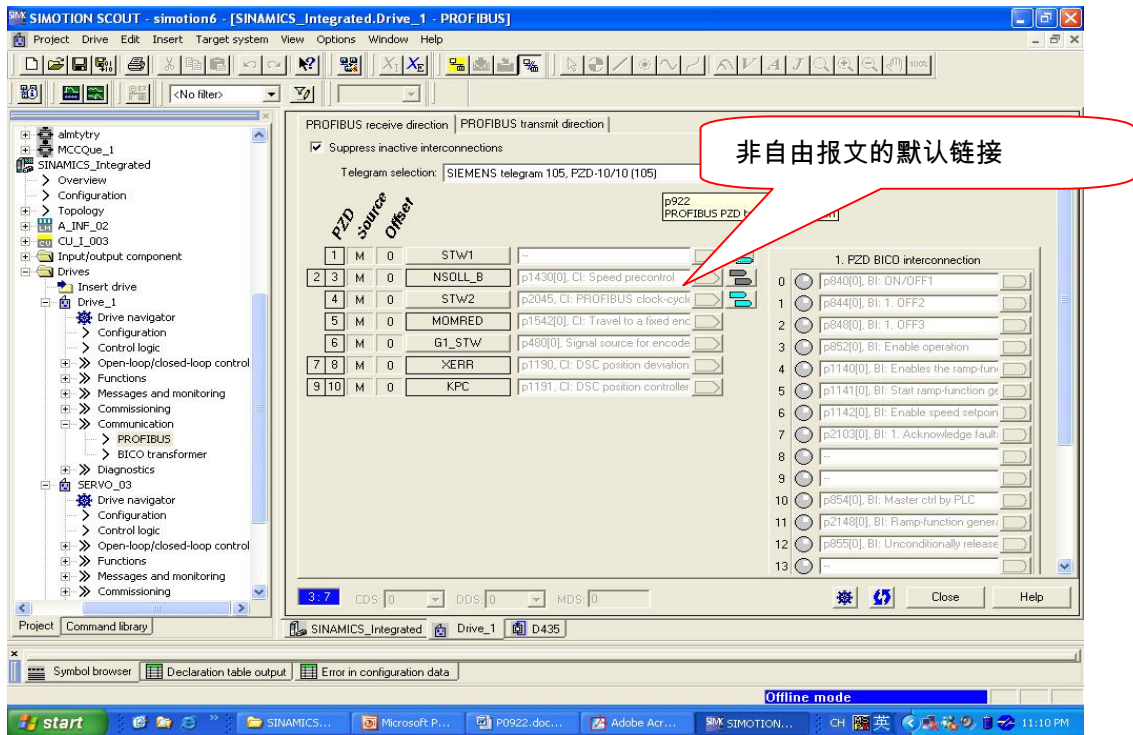 SIMOTION SCOUT - simotion6 - [SINAMICS_Integrated.Drive_1 - PROFIBUS]
Project Drive Edit Insert Target system View Options Window Help
<No filter>
almtytry
MCCQue_1
SINAMICS_Integrated
Overview
Configuration
Topology
A_INF_02
CU_I_003
Input/output component
Drives
Insert drive
Drive_1
Drive navigator
Configuration
Control logic
Open-loop/closed-loop control
Functions
Messages and monitoring
Commissioning
Communication
PROFIBUS
BICO transformer
Diagnostics
SERVO_03
Drive navigator
Configuration
Control logic
Open-loop/closed-loop control
Functions
Messages and monitoring
Commissioning
Project Command library
PROFIBUS receive direction PROFIBUS transmit direction
Suppress inactive interconnections
Telegram selection: SIEMENS telegram 105, PZD-10/10 (105)
非自由报文的默认链接
p922
PROFIBUS PZD
PZD Source Offset
1 M 0 STW1 --
2 3 M 0 NSOLL_B p1430[0], CI: Speed precontrol
4 M 0 STW2 p2045, CI: PROFIBUS clock-cycle
5 M 0 MOMRED p1542[0], CI: Travel to a fixed enc
6 M 0 G1_STW p480[0], Signal source for encode
7 8 M 0 XERR p1190, CI: DSC position deviation
9 10 M 0 KPC p1191, CI: DSC position controller
1. PZD BICO interconnection
0 p840[0], BI: ON/OFF1
1 p844[0], BI: 1. OFF2
2 p848[0], BI: 1. OFF3
3 p852[0], BI: Enable operation
4 p1140[0], BI: Enables the ramp-fun
5 p1141[0], BI: Start ramp-function ge
6 p1142[0], BI: Enable speed setpoin
7 p2103[0], BI: 1. Acknowledge fault
8 --
9 --
10 p854[0], BI: Master ctrl by PLC
11 p2148[0], BI: Ramp-function genera
12 p855[0], BI: Unconditionally release
13 --
3:7 CDS: 0 DDS: 0 MDS: 0 Close Help
SINAMICS_Integrated Drive_1 D435
Symbol browser Declaration table output Error in configuration data
Offline mode
start SINAMICS... Microsoft P... P0922.doc... Adobe Acr... SIMOTION... CH 英 11:10 PM